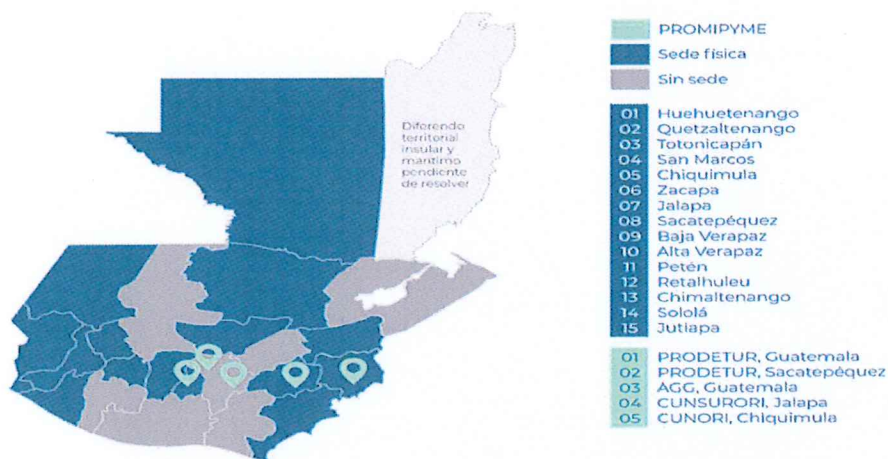 PROMIPYME
Sede física
Sin sede
Diferendo
territorial
insular y
marítimo
pendiente
de resolver
01 Huehuetenango
02 Quetzaltenango
03 Totonicapán
04 San Marcos
05 Chiquimula
06 Zacapa
07 Jalapa
08 Sacatepéquez
09 Baja Verapaz
10 Alta Verapaz
11 Petén
12 Retalhuleu
13 Chimaltenango
14 Sololá
15 Jutiapa
01 PRODETUR, Guatemala
02 PRODETUR, Sacatepéquez
03 AGG, Guatemala
04 CUNSURORI, Jalapa
05 CUNORI, Chiquimula